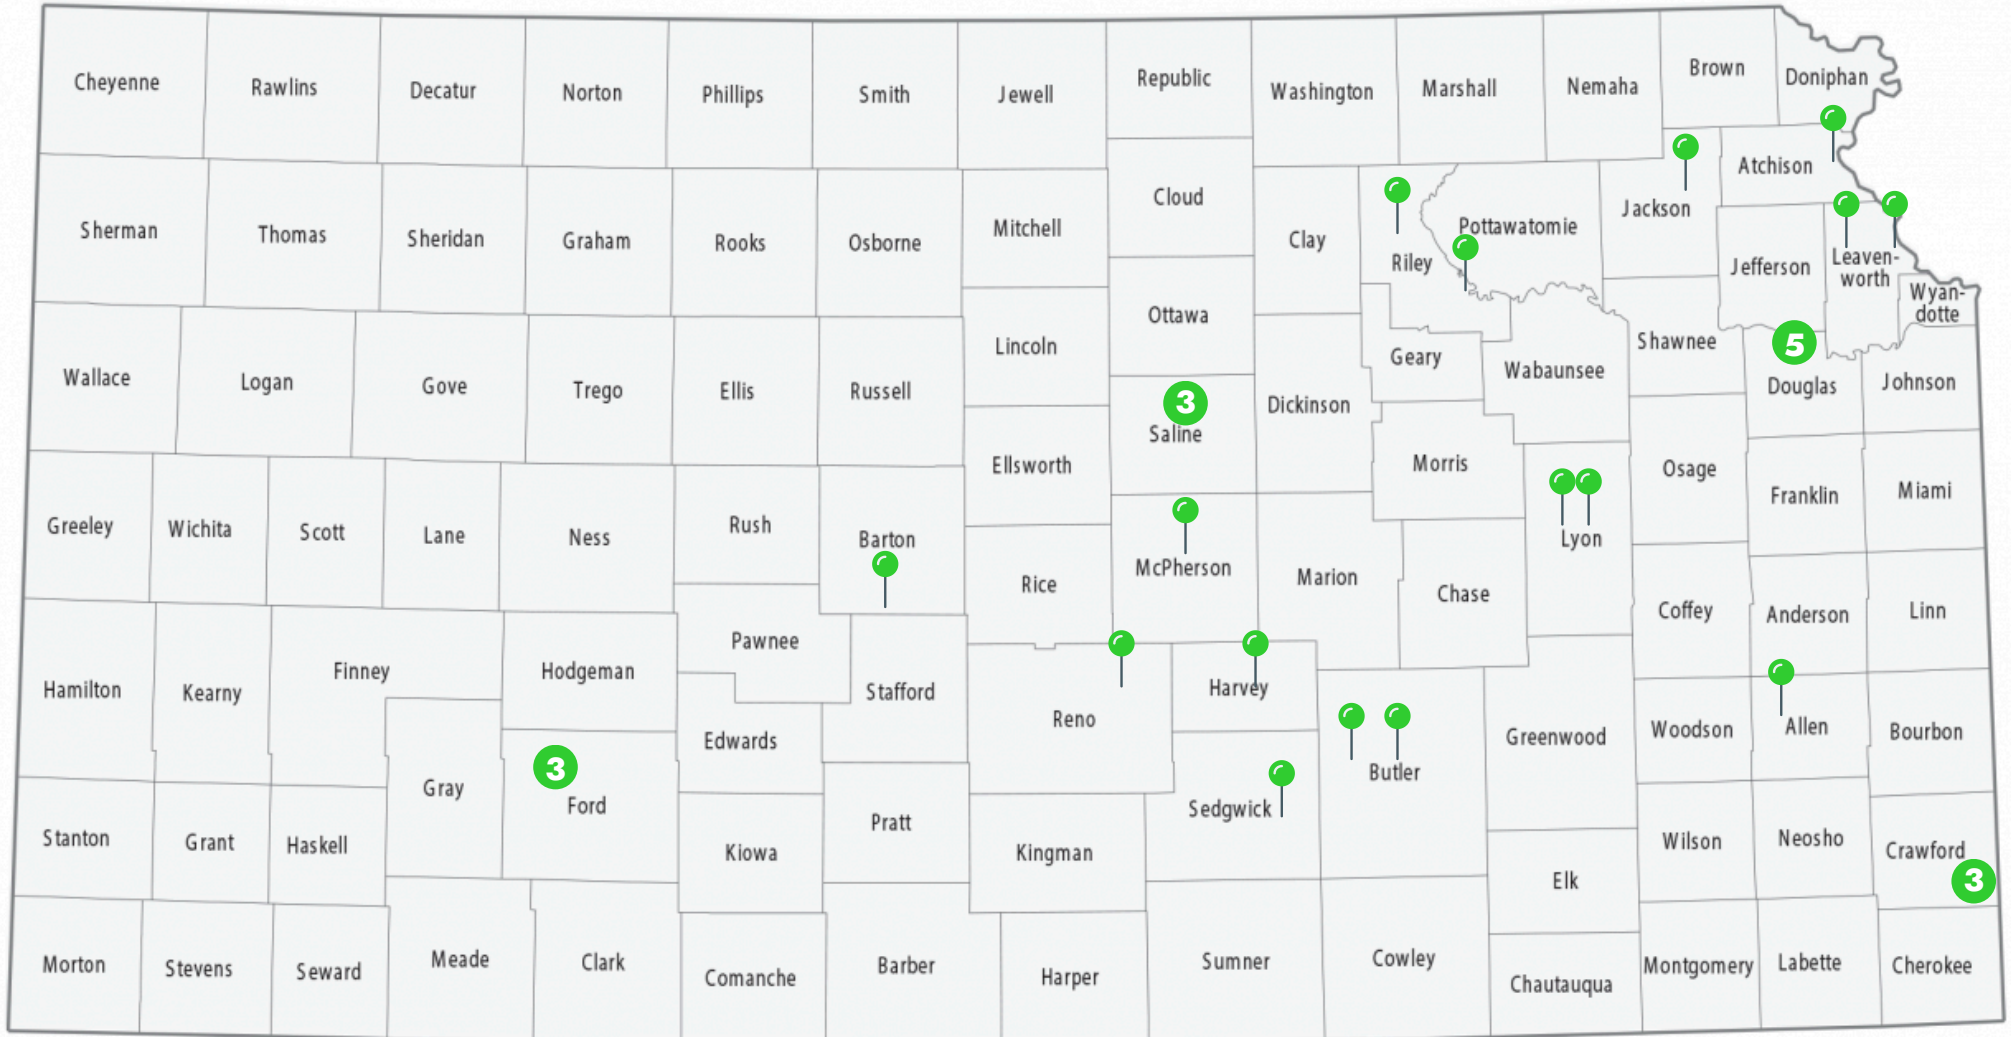 Cheyenne
Rawlins
Decatur
Norton
Phillips
Smith
Jewell
Republic
Washington
Marshall
Nemaha
Brown
Doniphan
Sherman
Thomas
Sheridan
Graham
Rooks
Osborne
Mitchell
Cloud
Clay
Riley
Pottawatomie
Jackson
Atchison
Jefferson
Leaven-
worth
Wyan-
dotte
Wallace
Logan
Gove
Trego
Ellis
Russell
Lincoln
Ottawa
3
Saline
Dickinson
Geary
Wabaunsee
Shawnee
5
Douglas
Johnson
Greeley
Wichita
Scott
Lane
Ness
Rush
Barton
Ellsworth
Rice
McPherson
Marion
Morris
Chase
Lyon
Osage
Franklin
Miami
Coffey
Anderson
Linn
Hamilton
Kearny
Finney
Hodgeman
Pawnee
Stafford
Edwards
Reno
Harvey
Butler
Greenwood
Woodson
Allen
Bourbon
Stanton
Grant
Haskell
Gray
3
Ford
Kiowa
Pratt
Kingman
Sedgwick
Elk
Wilson
Neosho
Crawford
3
Morton
Stevens
Seward
Meade
Clark
Comanche
Barber
Harper
Sumner
Cowley
Chautauqua
Montgomery
Labette
Cherokee